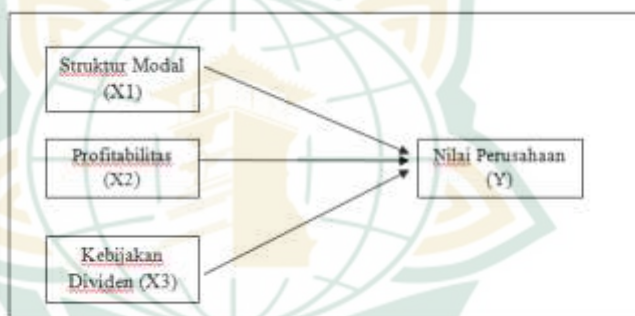 Struktur Modal
(X1)
Profitabilitas
(X2)
Nilai Perusahaan
(Y)
Kebijakan
Dividen (X3)